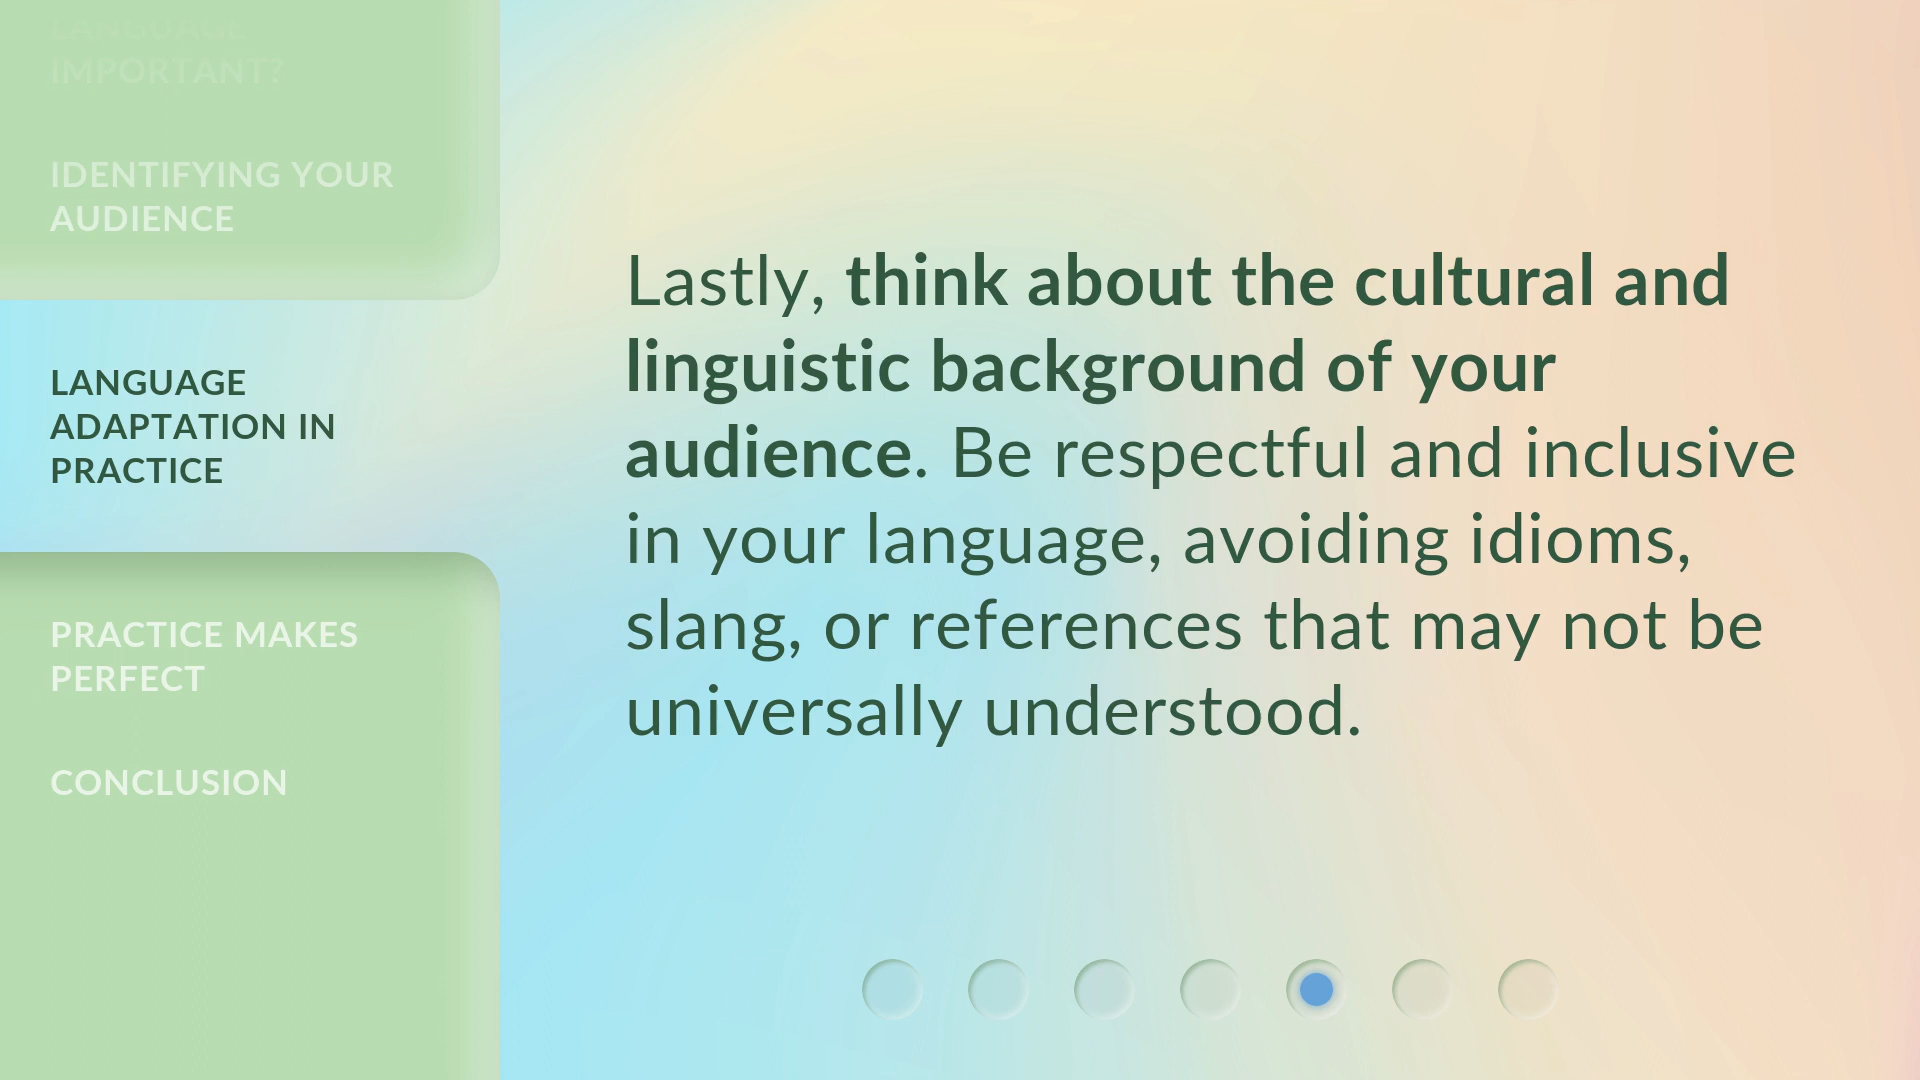 LANGUAGE
IMPORTANT?
IDENTIFYING YOUR
AUDIENCE
LANGUAGE
ADAPTATION IN
PRACTICE
PRACTICE MAKES
PERFECT
CONCLUSION
Lastly, think about the cultural and
linguistic background of your
audience. Be respectful and inclusive
in your language, avoiding idioms,
slang, or references that may not be
universally understood.